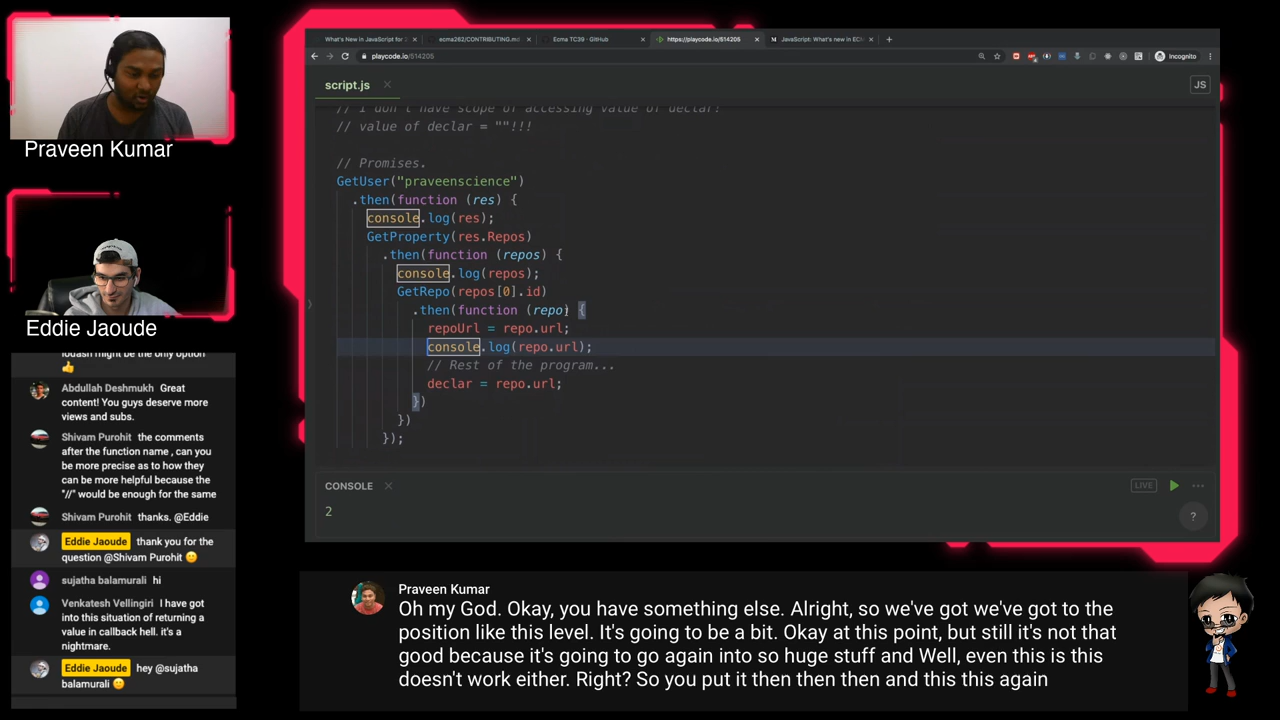 Praveen Kumar
Eddie Jaoude
lodash might be the only option
👍
Abdullah Deshmukh Great
content! You guys deserve more
views and subs.
Shivam Purohit the comments
after the function name , can you
be more precise as to how they
can be more helpful because the
"//" would be enough for the same
Shivam Purohit thanks. @Eddie
Eddie Jaoude thank you for the
question @Shivam Purohit 🙂
sujatha balamurali hi
Venkatesh Vellingiri I have got
into this situation of returning a
value in callback hell. it's a
nightmare.
Eddie Jaoude hey @sujatha
balamurali 🙂
What's New in JavaScript for
ecma262/CONTRIBUTING.md
Ecma TC39 · GitHub
https://playcode.io/614205
JavaScript: What's new in EC
playcode.io/614205
Incognito
script.js
JS
// I don't have scope of accessing value of declar!
// value of declar = ""!!!
// Promises.
GetUser("praveenscience")
.then(function (res) {
console.log(res);
GetProperty(res.Repos)
.then(function (repos) {
console.log(repos);
GetRepo(repos[0].id)
.then(function (repo) {
repoUrl = repo.url;
console.log(repo.url);
// Rest of the program...
declar = repo.url;
})
})
});
CONSOLE
LIVE
2
?
Praveen Kumar
Oh my God. Okay, you have something else. Alright, so we've got we've got to the
position like this level. It's going to be a bit. Okay at this point, but still it's not that
good because it's going to go again into so huge stuff and Well, even this is this
doesn't work either. Right? So you put it then then then and this this again